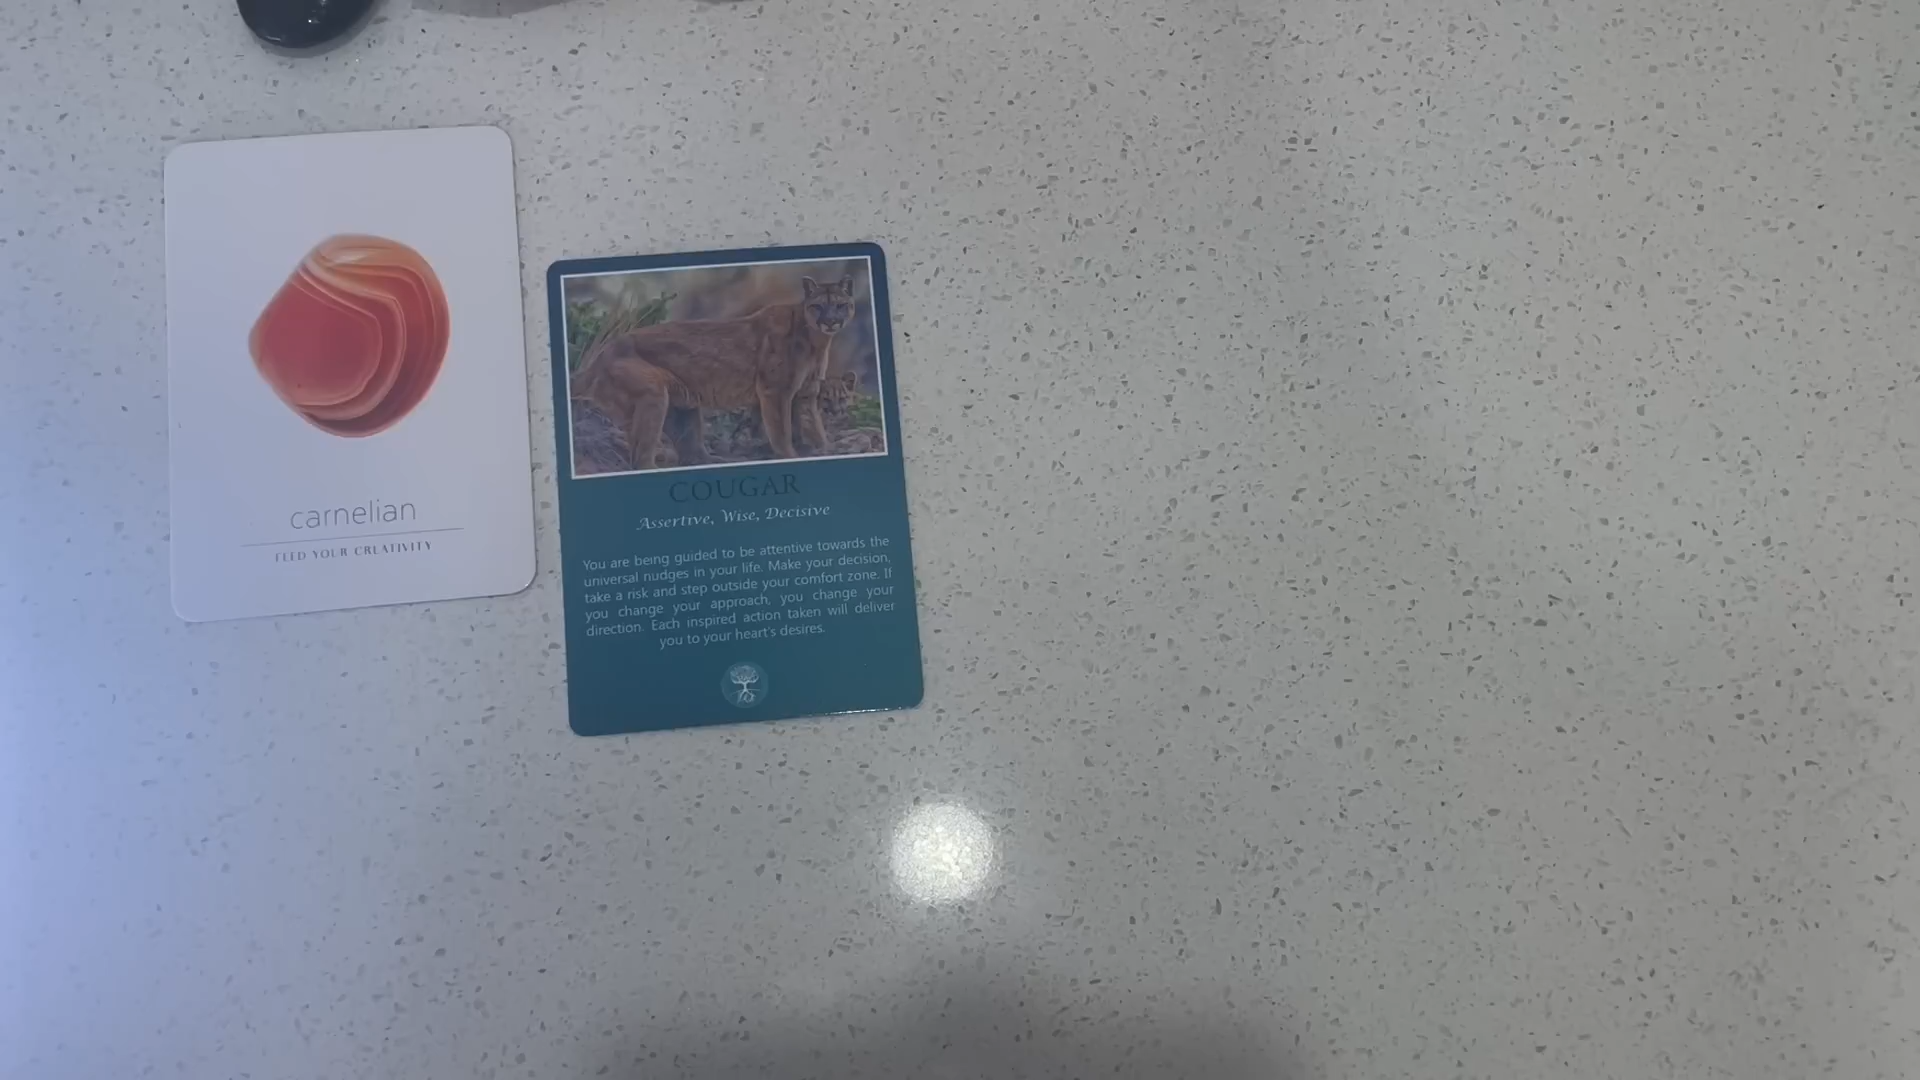 carnelian
FEED YOUR CREATIVITY
COUGAR
Assertive, Wise, Decisive
You are being guided to be attentive towards the
universal nudges in your life. Make your decision,
take a risk and step outside your comfort zone. If
you change your approach, you change your
direction. Each inspired action taken will deliver
you to your heart's desires.